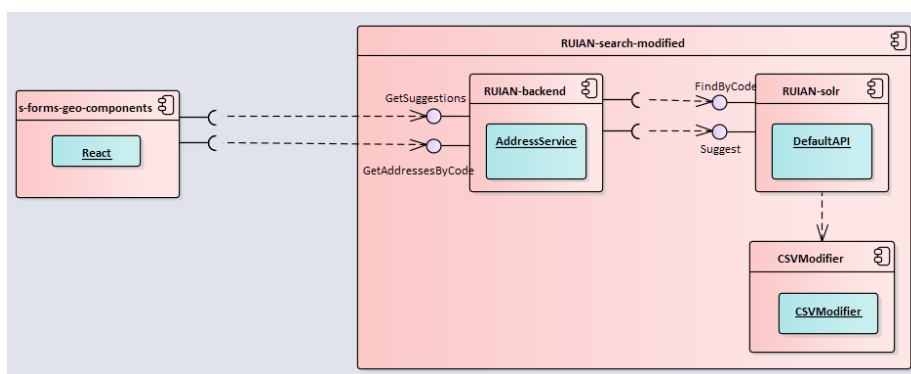 RUIAN-search-modified
s-forms-geo-components
React
GetSuggestions
GetAddressesByCode
RUIAN-backend
AddressService
FindByCode
Suggest
RUIAN-solr
DefaultAPI
CSVModifier
CSVModifier